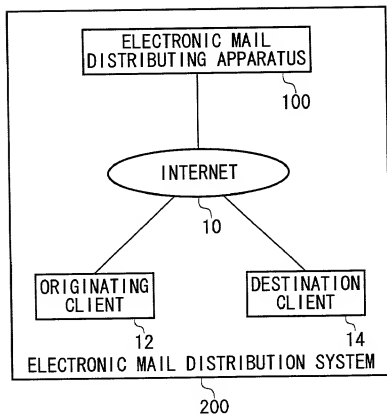 ELECTRONIC MAIL
DISTRIBUTING APPARATUS
100
INTERNET
10
ORIGINATING
CLIENT
12
DESTINATION
CLIENT
14
ELECTRONIC MAIL DISTRIBUTION SYSTEM
200